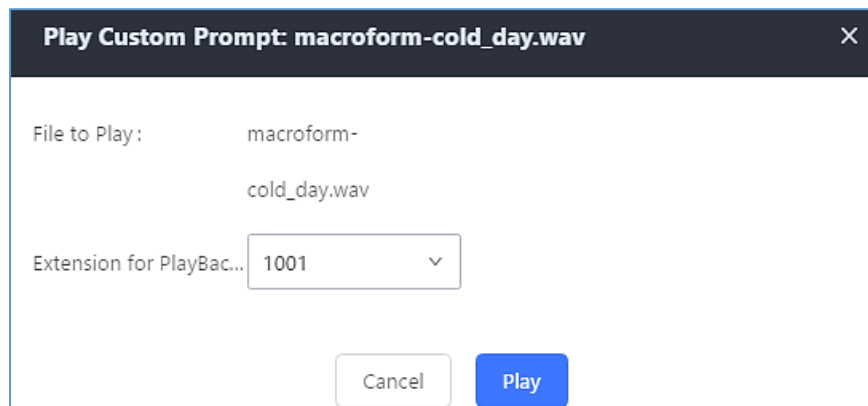 Play Custom Prompt: macroform-cold_day.wav
File to Play :
macroform-
cold_day.wav
Extension for PlayBac...
1001
Cancel
Play